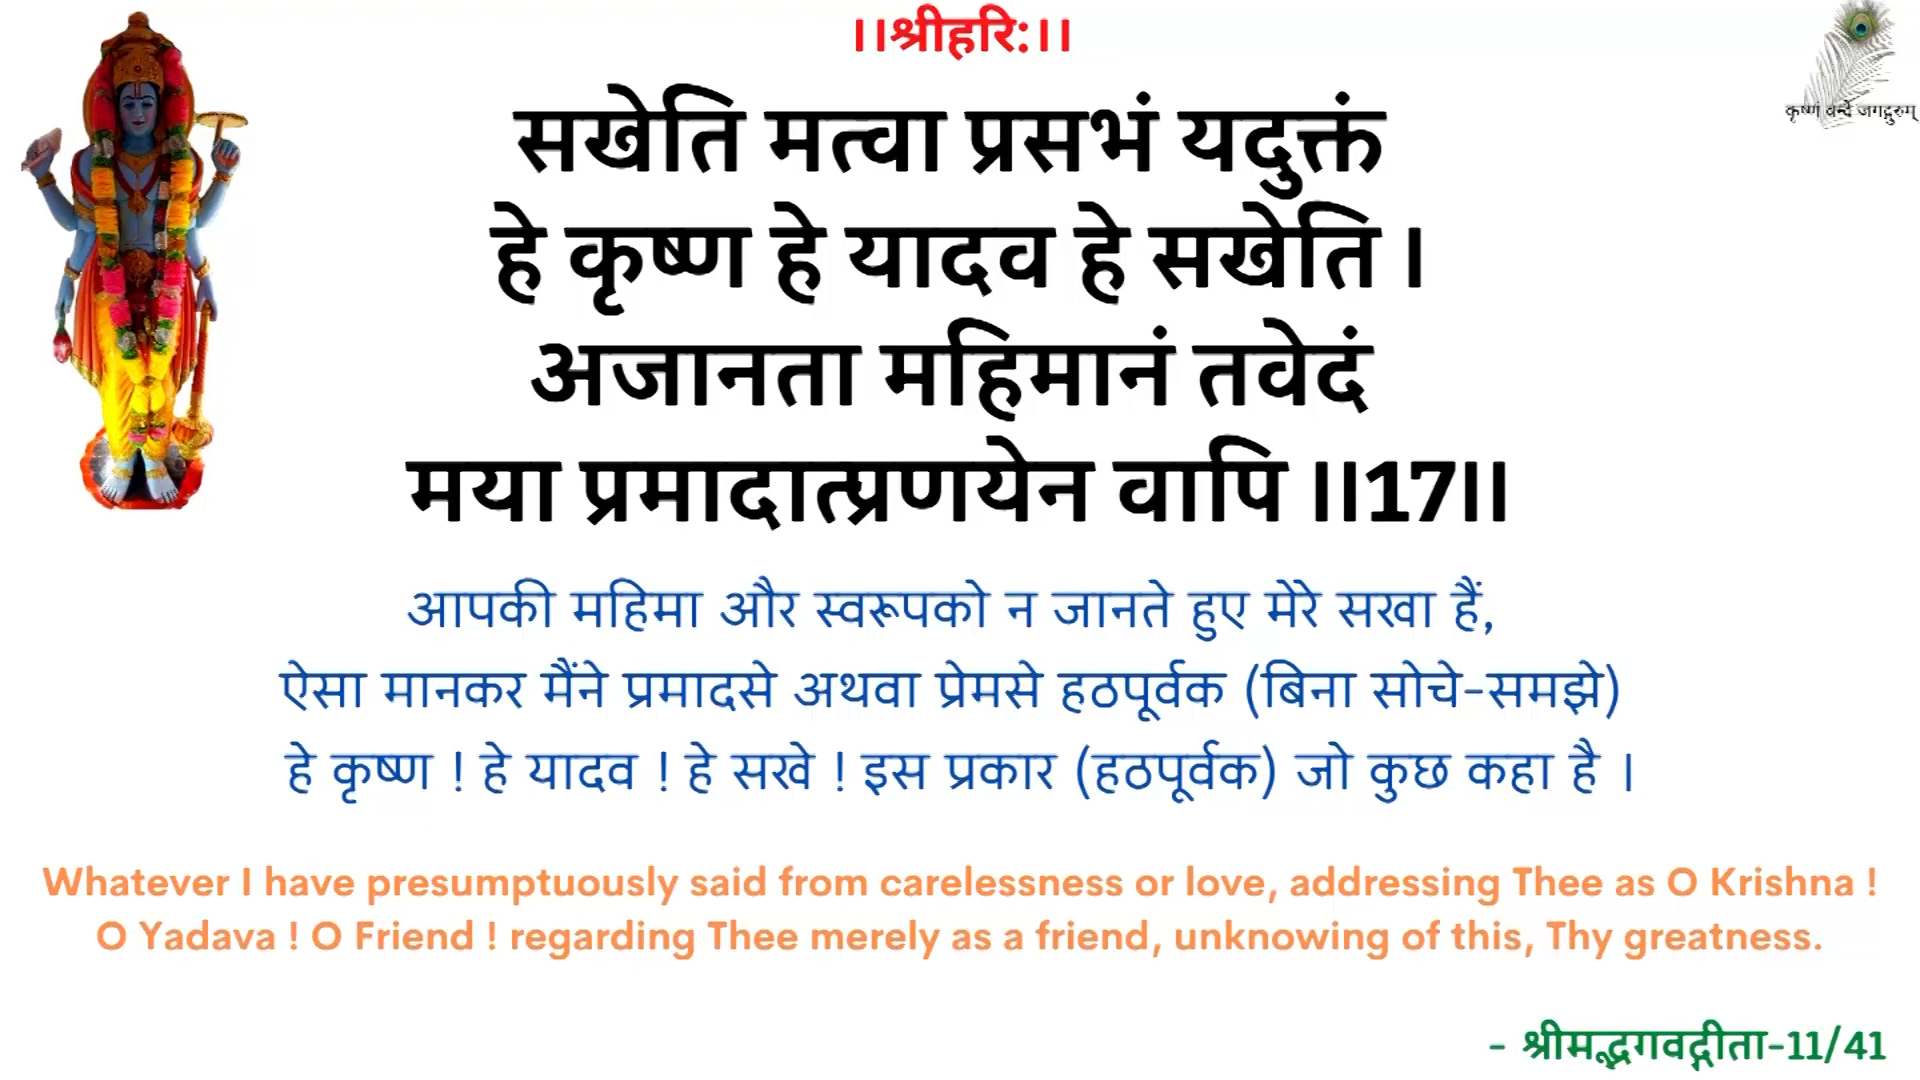 ।।श्रीहरि:।।
कृष्णं वन्दे जगद्गुरुम्
सखेति मत्वा प्रसभं यदुक्तं
हे कृष्ण हे यादव हे सखेति ।
अजानता महिमानं तवेदं
मया प्रमादात्प्रणयेन वापि ।।17।।
आपकी महिमा और स्वरूपको न जानते हुए मेरे सखा हैं,
ऐसा मानकर मैंने प्रमादसे अथवा प्रेमसे हठपूर्वक (बिना सोचे-समझे)
हे कृष्ण ! हे यादव ! हे सखे ! इस प्रकार (हठपूर्वक) जो कुछ कहा है ।
Whatever I have presumptuously said from carelessness or love, addressing Thee as O Krishna !
O Yadava ! O Friend ! regarding Thee merely as a friend, unknowing of this, Thy greatness.
- श्रीमद्भगवद्गीता-11/41